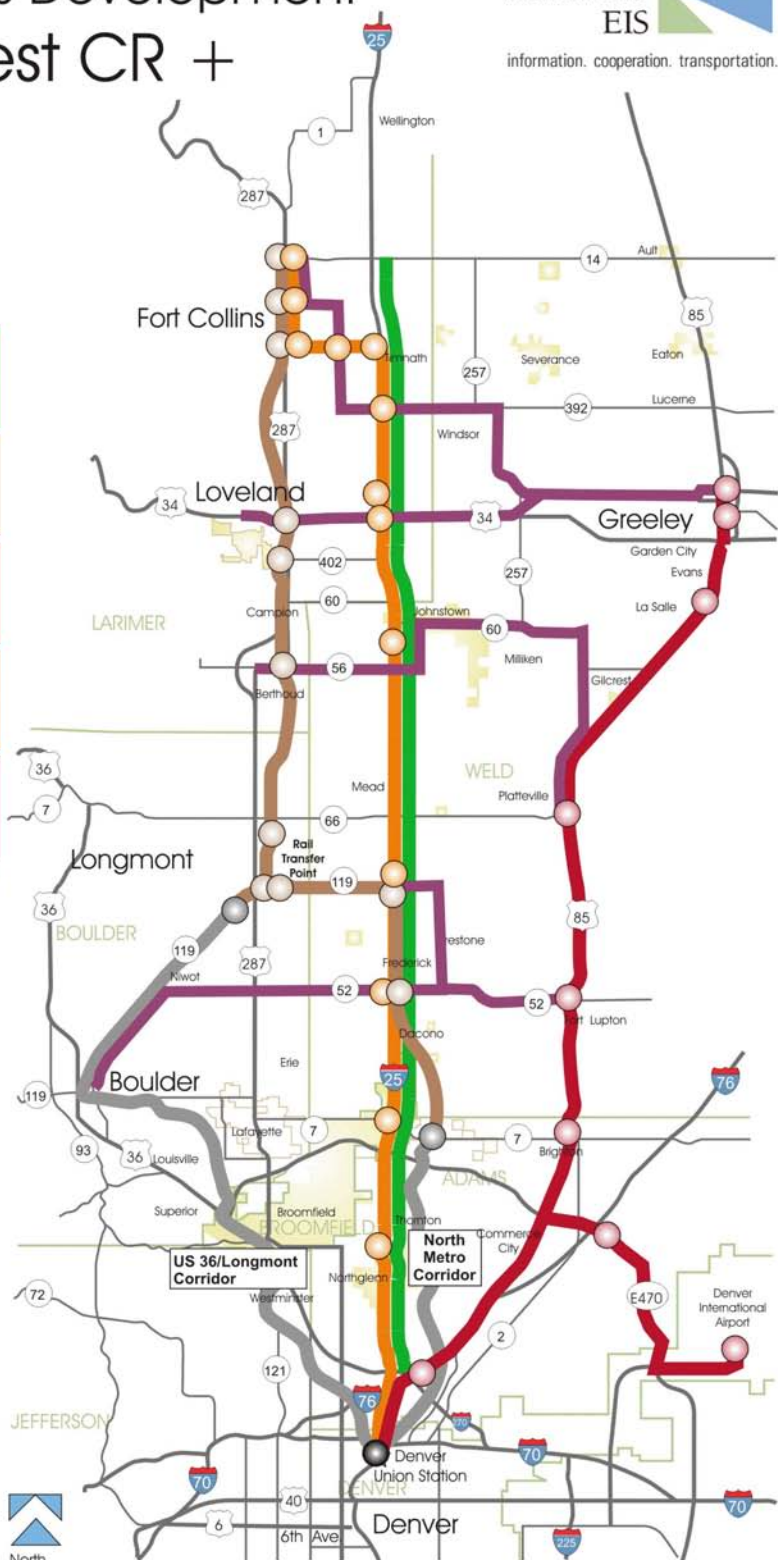 Development
est CR +
EIS
information. cooperation. transportation.
25
Wellington
1
287
14
Ault
Fort Collins
85
Timnath
Severance
Eaton
257
Lucerne
392
287
Windsor
Loveland
34
34
Greeley
Garden City
Evans
402
257
La Salle
60
LARIMER
Campion
Johnstown
60
Milliken
56
Gilcrest
Berthoud
36
WELD
7
Mead
Platteville
66
Longmont
Rail
Transfer
Point
119
36
85
BOULDER
119
restone
287
Frederick
Niwot
52
52
Fort Lupton
Dacono
Erie
25
76
Boulder
119
Lafayette
7
7
93
36
Louisville
Brighton
ADAMS
Superior
Broomfield
BROOMFIELD
Thornton
Commerce
City
North
Metro
Corridor
US 36/Longmont
Corridor
Northglenn
Westminster
72
E470
Denver
International
Airport
2
121
76
270
JEFFERSON
70
Denver
Union Station
70
DENVER
40
70
6
6th Ave
Denver
225
North